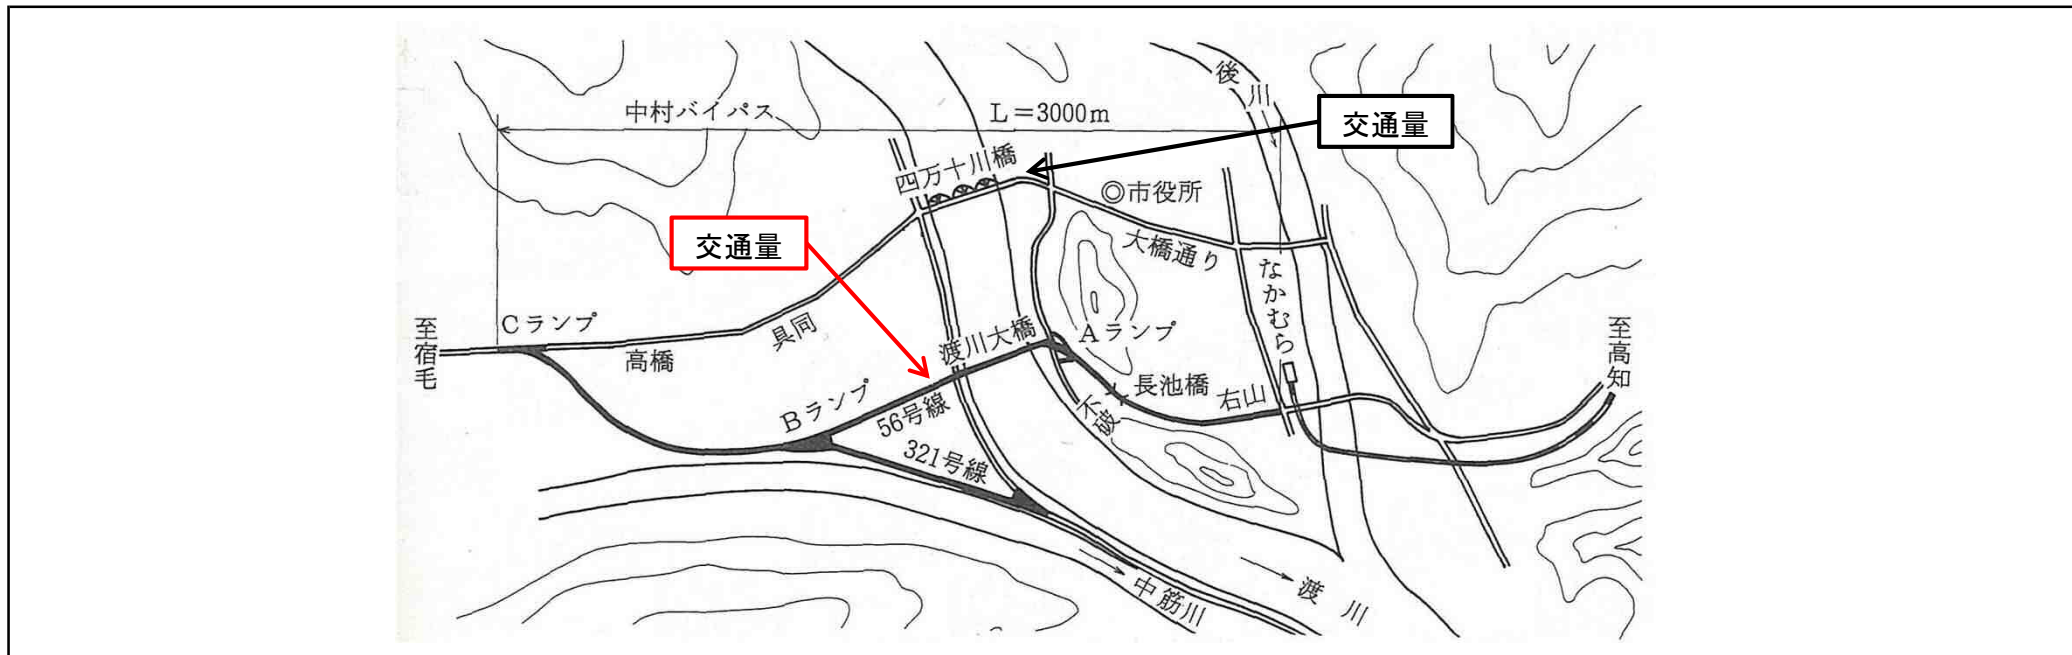 後川
中村バイパス
L=3000m
交通量
四万十川橋
◎市役所
交通量
大橋通り
なかむら
至宿毛
Cランプ
高橋
具同
渡川大橋
Aランプ
至高知
長池橋
右山
不破
Bランプ
56号線
321号線
中筋川
渡川